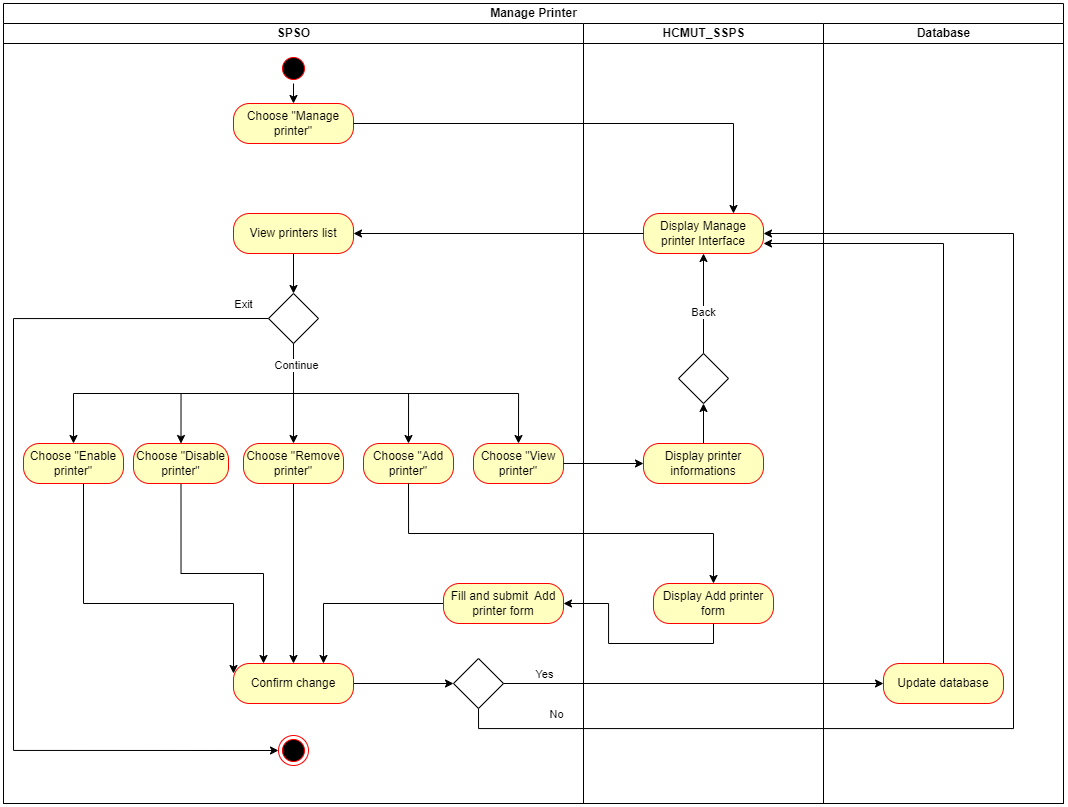 Manage Printer
SPSO
HCMUT_SSPS
Database
Choose "Manage
printer"
View printers list
Display Manage
printer Interface
Exit
Back
Continue
Choose "Enable
printer"
Choose "Disable
printer"
Choose "Remove
printer"
Choose "Add
printer"
Choose "View
printer"
Display printer
informations
Fill and submit  Add
printer form
Display Add printer
form
Confirm change
Yes
Update database
No